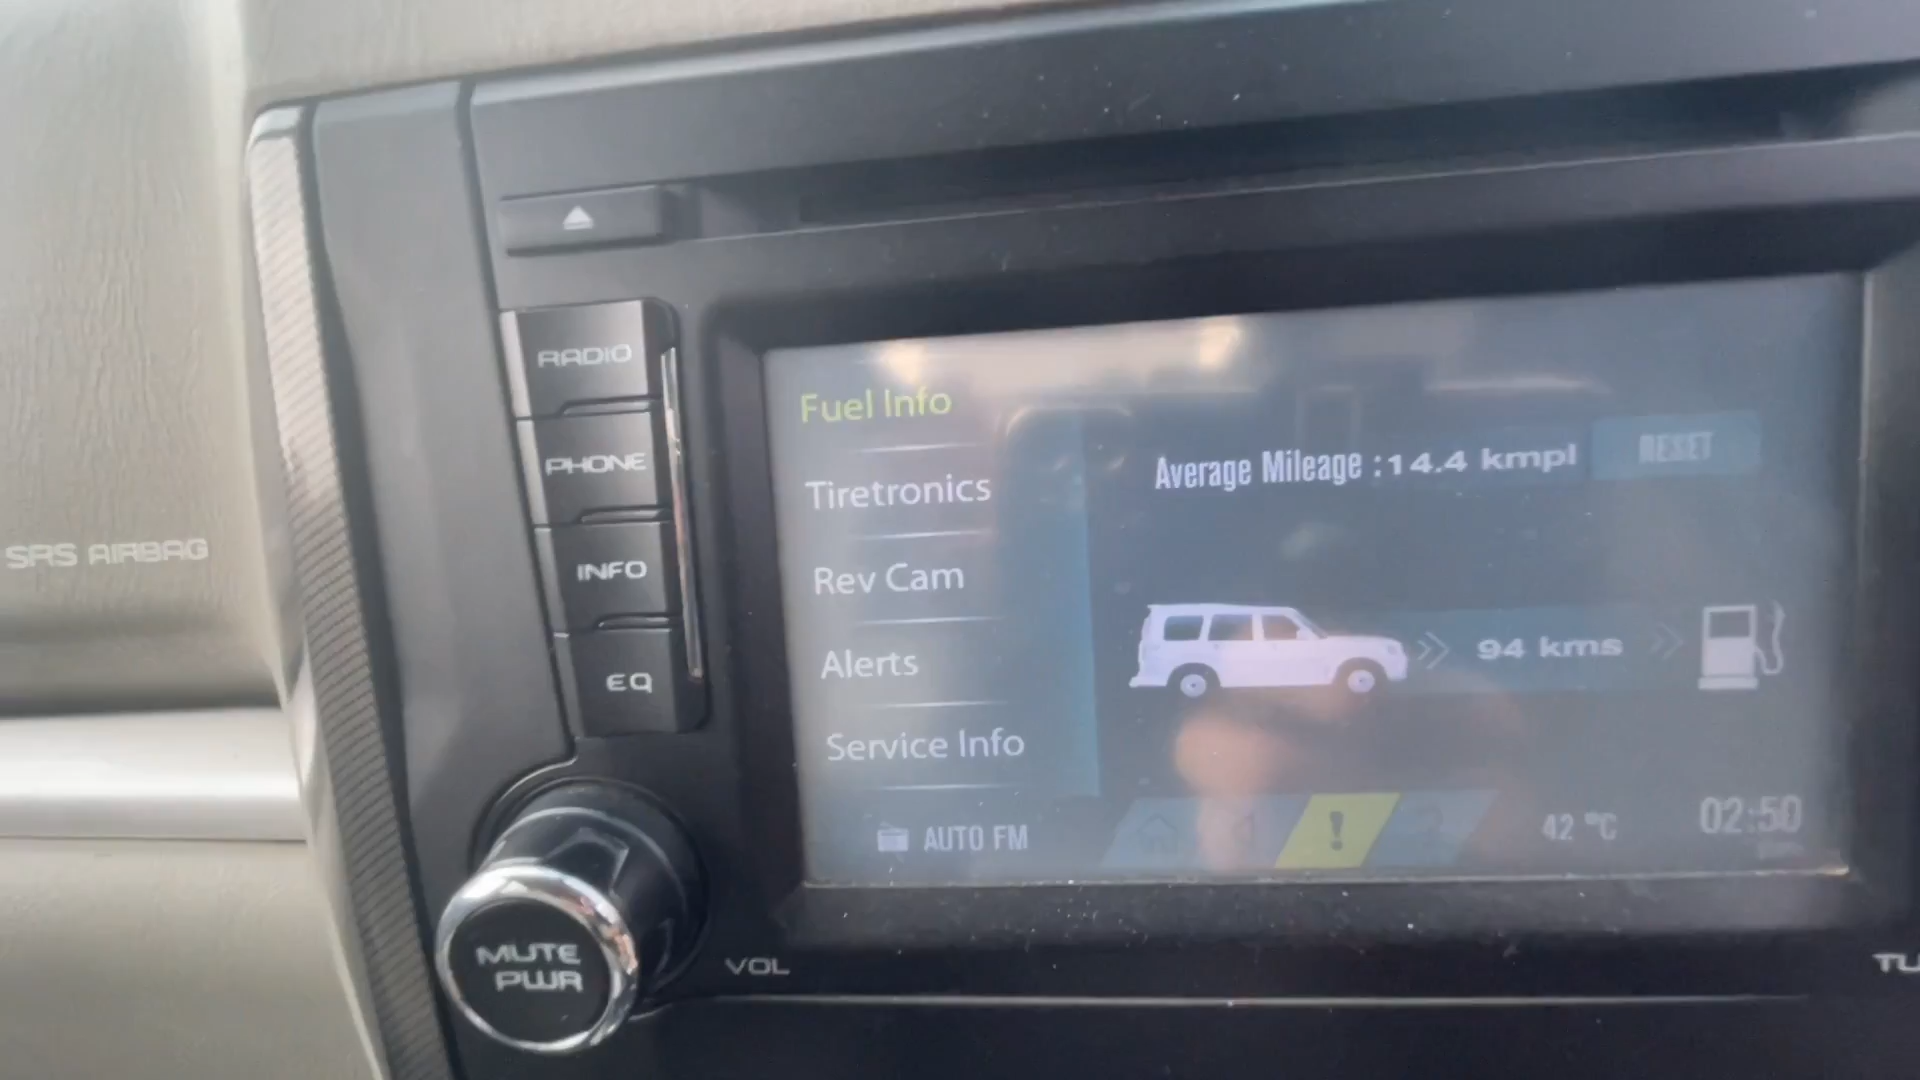 SRS AIRBAG
RADIO
PHONE
INFO
EQ
MUTE
PWR
VOL
Fuel Info
Tiretronics
Rev Cam
Alerts
Service Info
Average Mileage :14.4 kmpl
RESET
94 kms
AUTO FM
!
42 °C
02:50
TU